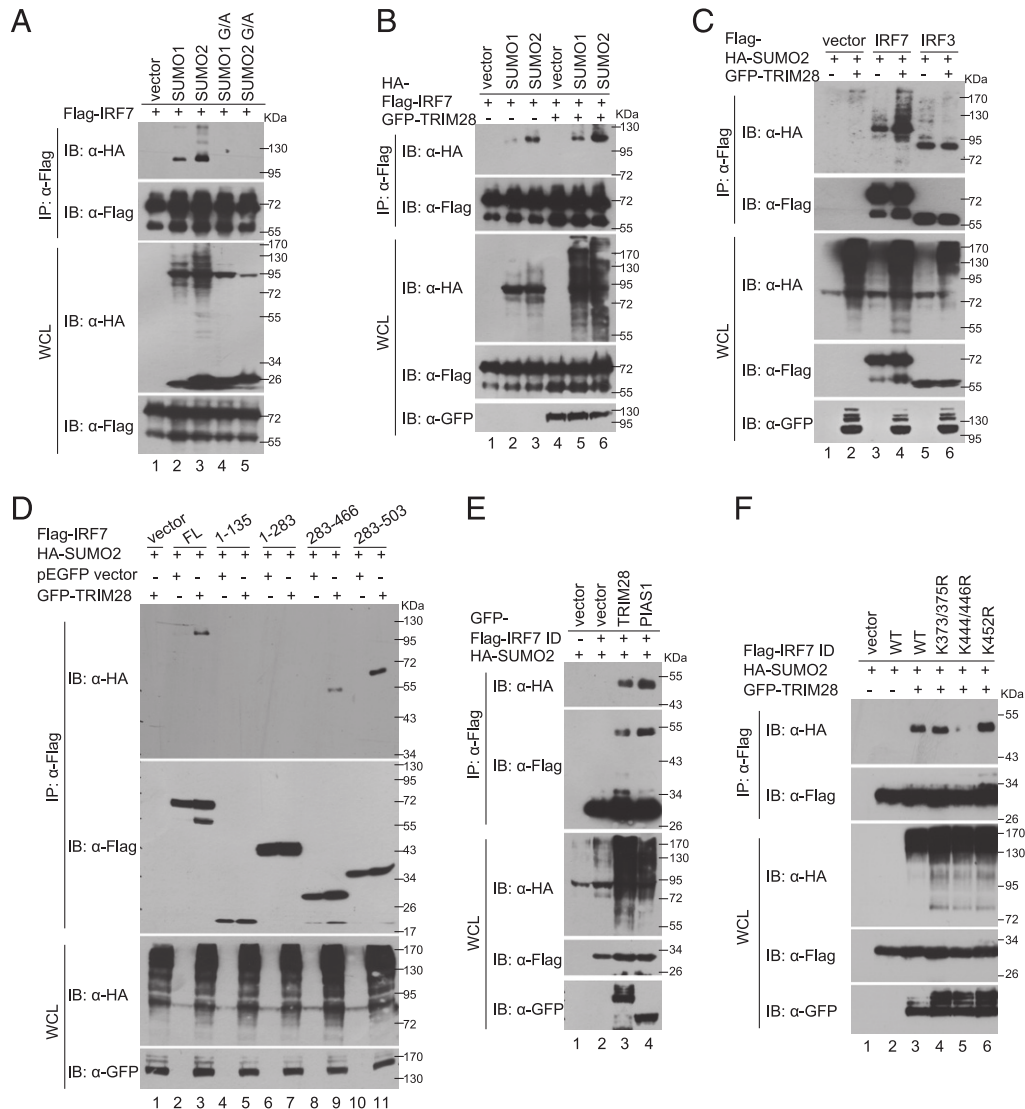 A
vector
SUMO1
SUMO2
SUMO1 G/A
SUMO2 G/A
Flag-IRF7 + + + + +
KDa
IP: α-Flag
IB: α-HA
130
95
IB: α-Flag
72
55
WCL
IB: α-HA
170
130
95
72
55
34
26
IB: α-Flag
72
55
1 2 3 4 5
B
HA-
vector
SUMO1
SUMO2
vector
SUMO1
SUMO2
Flag-IRF7 + + + + + +
GFP-TRIM28 - - - + + +
KDa
IP: α-Flag
IB: α-HA
130
95
IB: α-Flag
72
55
WCL
IB: α-HA
170
130
95
72
55
IB: α-Flag
72
55
IB: α-GFP
130
95
1 2 3 4 5 6
C
Flag- vector IRF7 IRF3
HA-SUMO2 + + + + + +
GFP-TRIM28 - + - + - +
KDa
IP: α-Flag
IB: α-HA
170
130
95
72
IB: α-Flag
72
55
WCL
IB: α-HA
170
130
95
72
55
IB: α-Flag
72
55
IB: α-GFP
130
95
1 2 3 4 5 6
D
Flag-IRF7 vector FL 1-135 1-283 283-466 283-503
HA-SUMO2 + + + + + + + + + + +
pEGFP vector - + - + - + - + - + -
GFP-TRIM28 + - + - + - + - + - +
KDa
IP: α-Flag
IB: α-HA
130
95
72
55
43
34
IB: α-Flag
130
95
72
55
43
34
26
17
WCL
IB: α-HA
170
130
95
72
IB: α-GFP
170
130
1 2 3 4 5 6 7 8 9 10 11
E
GFP-
vector
vector
TRIM28
PIAS1
Flag-IRF7 ID - + + +
HA-SUMO2 + + + +
KDa
IP: α-Flag
IB: α-HA
55
43
IB: α-Flag
55
43
34
26
WCL
IB: α-HA
170
130
95
72
55
IB: α-Flag
34
26
IB: α-GFP
1 2 3 4
F
Flag-IRF7 ID
vector
WT
WT
K373/375R
K444/446R
K452R
HA-SUMO2 + + + + + +
GFP-TRIM28 - - + + + +
KDa
IP: α-Flag
IB: α-HA
55
43
IB: α-Flag
34
26
WCL
IB: α-HA
170
130
95
72
55
IB: α-Flag
34
26
IB: α-GFP
1 2 3 4 5 6